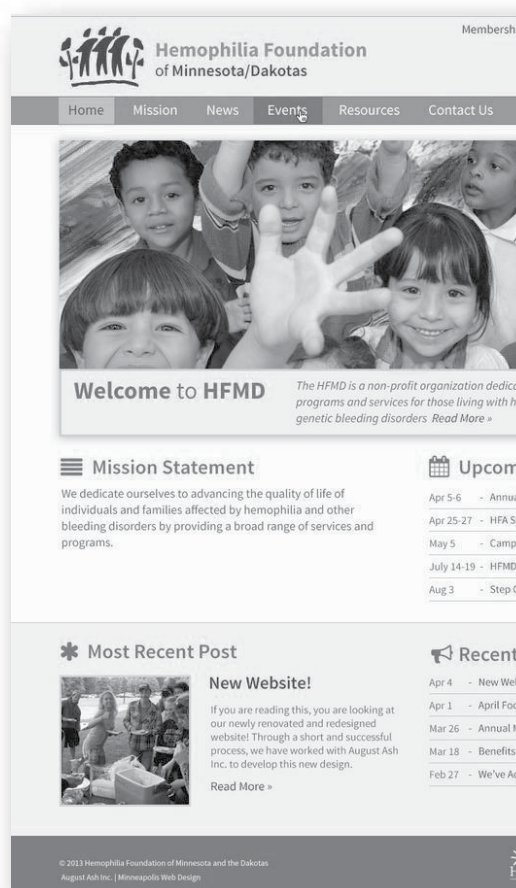 Hemophilia Foundation
of Minnesota/Dakotas
Home Mission News Events Resources Contact Us
Welcome to HFMD
The HFMD is a non-profit organization
programs and services for those living with
genetic bleeding disorders Read More »
Mission Statement
We dedicate ourselves to advancing the quality of life of
individuals and families affected by hemophilia and other
bleeding disorders by providing a broad range of services and
programs.
Apr 5-6 -
Apr 25-27 - HFA
May 5 - Camp
July 14-19 - HFMD
Aug 3 - Step
Most Recent Post
New Website!
If you are reading this, you are looking at
our newly renovated and redesigned
website! Through a short and successful
process, we have worked with August Ash
Inc. to develop this new design.
Read More »
Recent
Apr 4 - New
Apr 1 - April
Mar 26 - Annual
Mar 18 - Benefits
Feb 27 - We've
© 2013 Hemophilia Foundation of Minnesota and the Dakotas
August Ash Inc. | Minneapolis Web Design